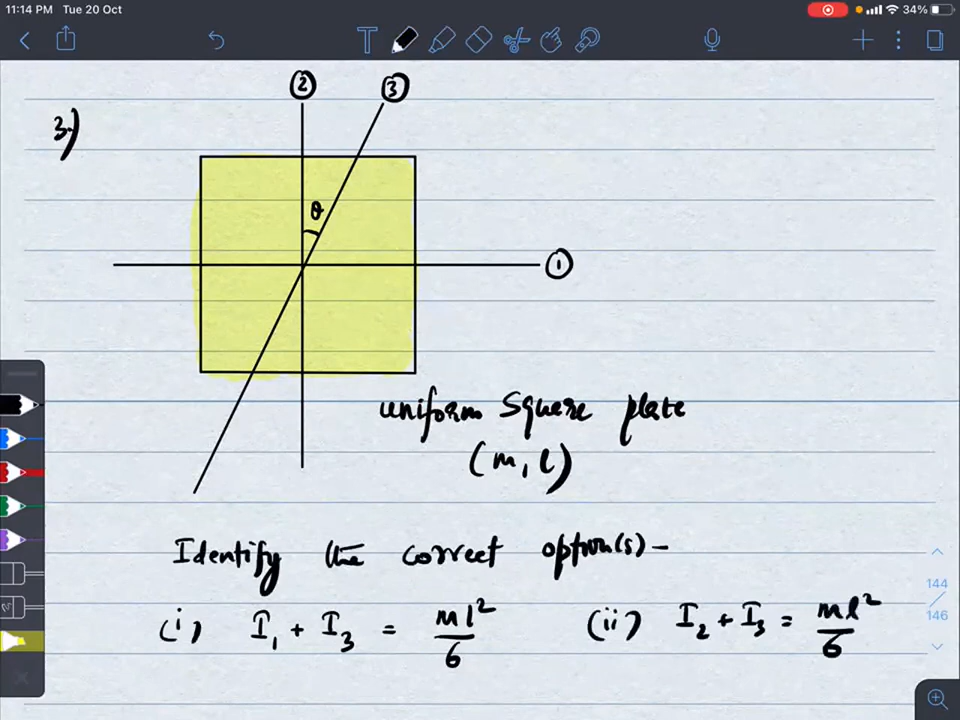 11:14 PM Tue 20 Oct
34%
T
② ③
3.)
θ
①
uniform square plate
(m, l)
Identify the correct option(s) –
(i) I₁ + I₃ = ml²/6 (ii) I₂ + I₃ = ml²/6
144
146